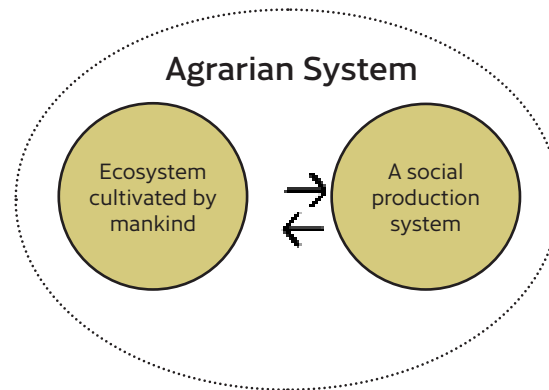 Agrarian System
Ecosystem
cultivated by
mankind
A social
production
system